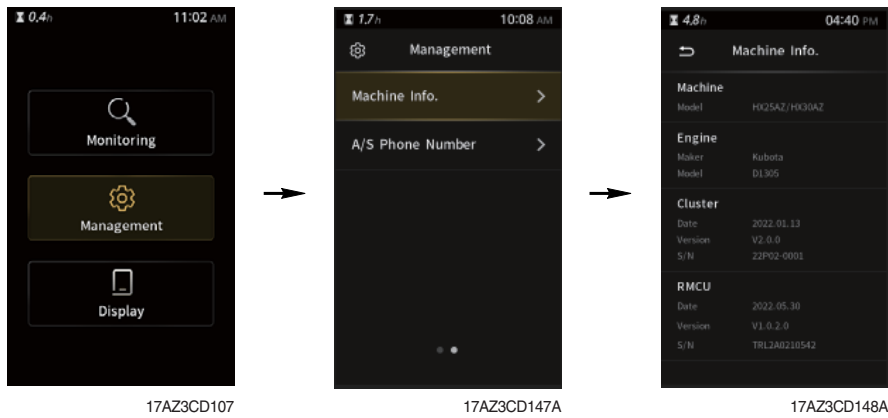 0.4h 11:02 AM
Monitoring
Management
Display
17AZ3CD107
1.7h 10:08 AM
Management
Machine Info.
A/S Phone Number
17AZ3CD147A
4.8h 04:40 PM
Machine Info.
Machine
Model HX25AZ/HX30AZ
Engine
Maker Kubota
Model D1305
Cluster
Date 2022.01.13
Version V2.0.0
S/N 22P02-0001
RMCU
Date 2022.05.30
Version V1.0.2.0
S/N TRL2A0210542
17AZ3CD148A